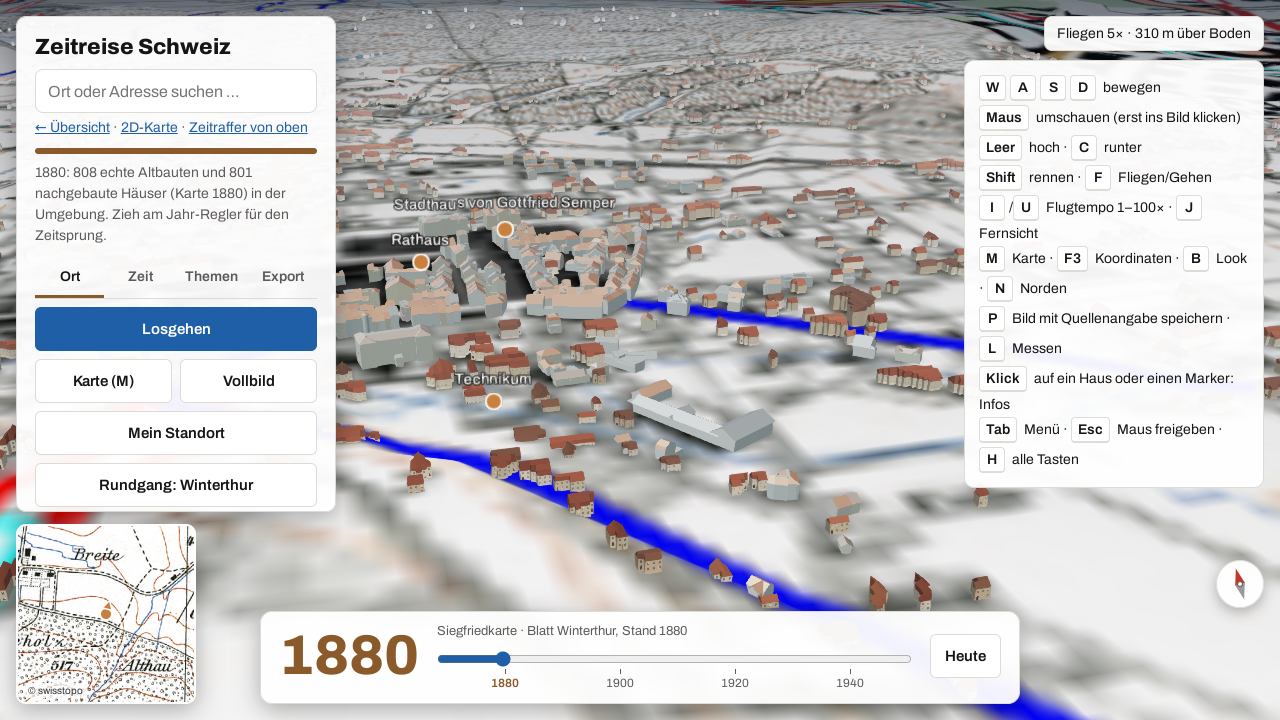 Zeitreise Schweiz
Ort oder Adresse suchen …
← Übersicht · 2D-Karte · Zeitraffer von oben
1880: 808 echte Altbauten und 801
nachgebaute Häuser (Karte 1880) in der
Umgebung. Zieh am Jahr-Regler für den
Zeitsprung.
Ort Zeit Themen Export
Losgehen
Karte (M) Vollbild
Mein Standort
Rundgang: Winterthur
Stadthaus von Gottfried Semper
Rathaus
Technikum
Fliegen 5× · 310 m über Boden
W A S D bewegen
Maus umschauen (erst ins Bild klicken)
Leer hoch · C runter
Shift rennen · F Fliegen/Gehen
I / U Flugtempo 1–100× · J
Fernsicht
M Karte · F3 Koordinaten · B Look
· N Norden
P Bild mit Quellenangabe speichern ·
L Messen
Klick auf ein Haus oder einen Marker:
Infos
Tab Menü · Esc Maus freigeben ·
H alle Tasten
Breite
hol
517 Althau
© swisstopo
1880
Siegfriedkarte · Blatt Winterthur, Stand 1880
1880 1900 1920 1940
Heute